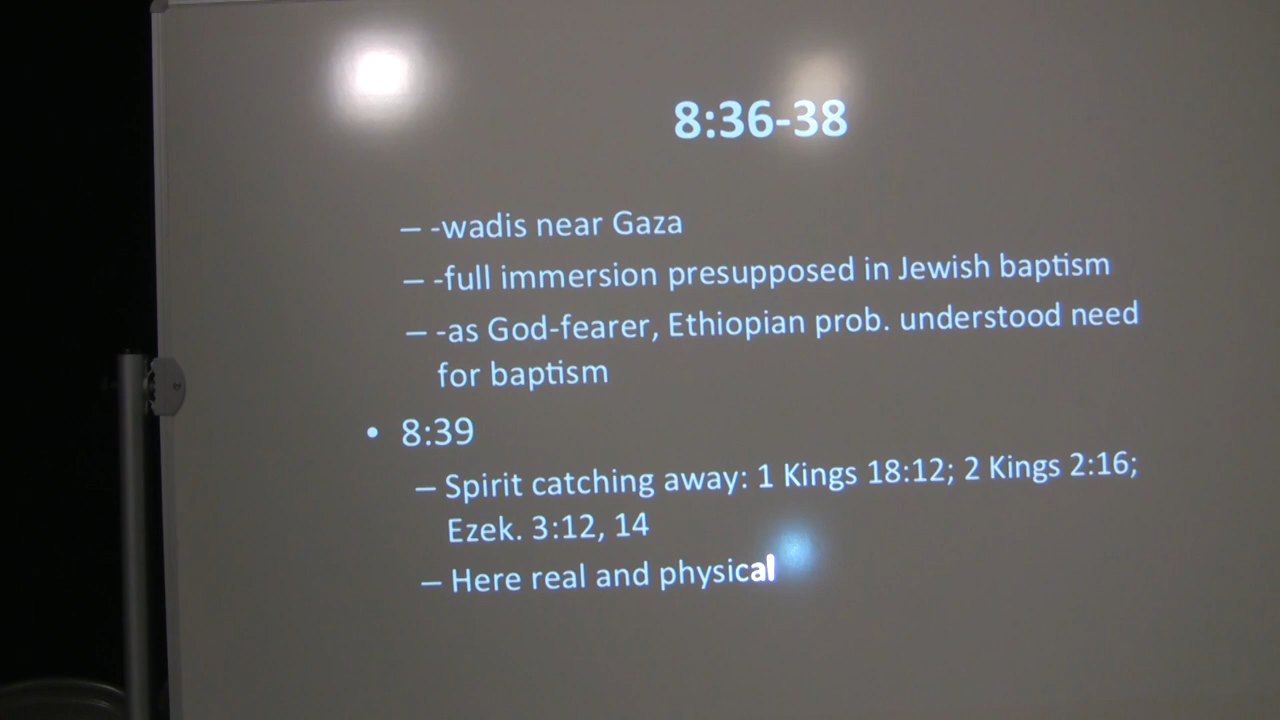 8:36-38
– -wadis near Gaza
– -full immersion presupposed in Jewish baptism
– -as God-fearer, Ethiopian prob. understood need
for baptism
• 8:39
– Spirit catching away: 1 Kings 18:12; 2 Kings 2:16;
Ezek. 3:12, 14
– Here real and physical